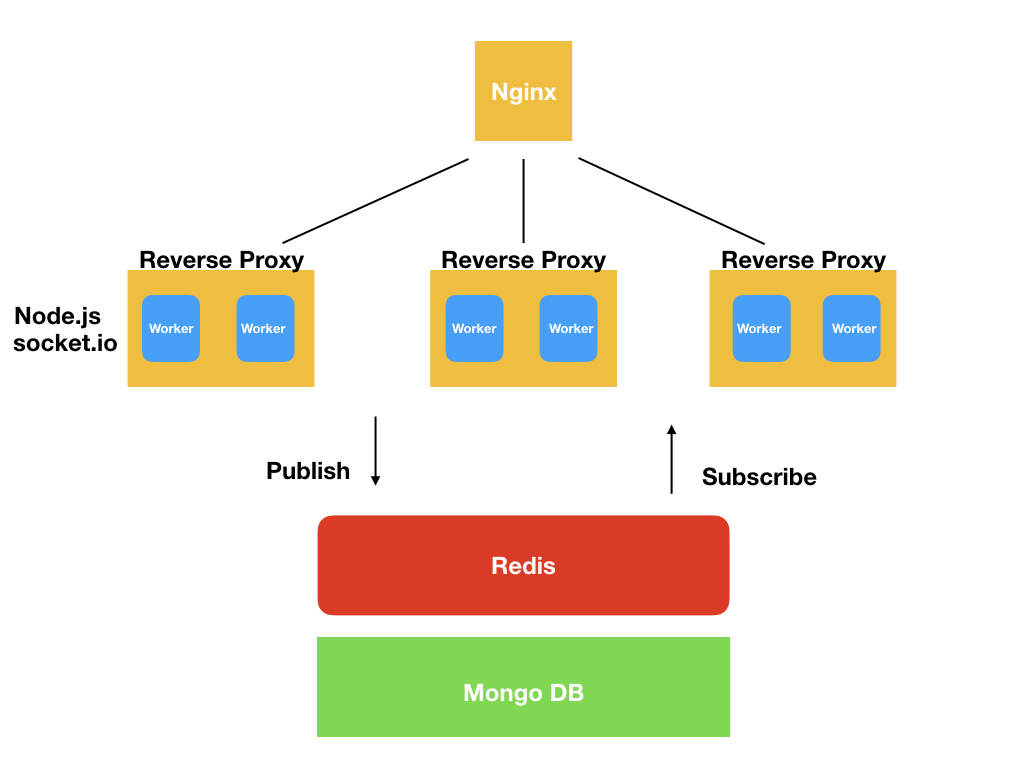 Nginx
Reverse Proxy
Reverse Proxy
Reverse Proxy
Node.js
socket.io
Worker
Worker
Worker
Worker
Worker
Worker
Publish
Subscribe
Redis
Mongo DB